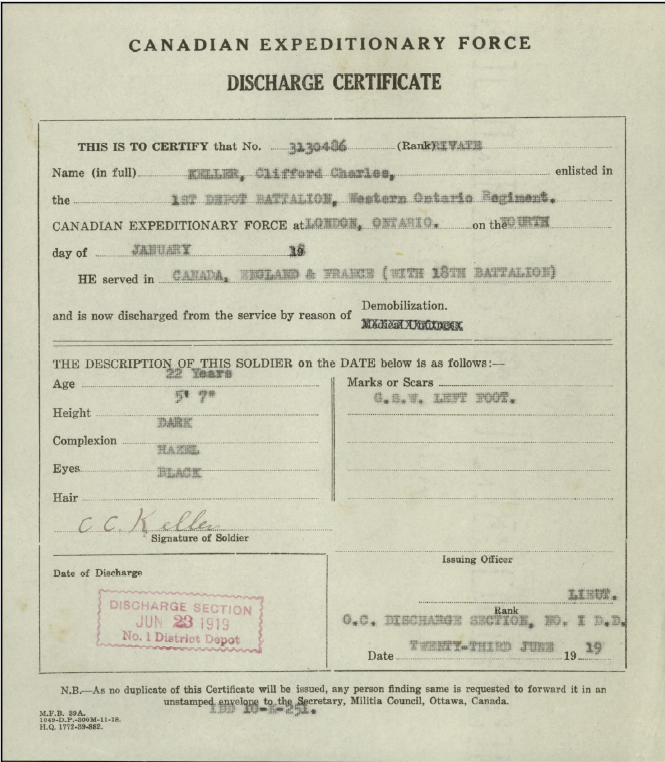 CANADIAN EXPEDITIONARY FORCE
DISCHARGE CERTIFICATE
THIS IS TO CERTIFY that No. 3130486 (Rank) PRIVATE
Name (in full) KELLER, Clifford Charles, enlisted in
the 1ST DEPOT BATTALION, Western Ontario Regiment.
CANADIAN EXPEDITIONARY FORCE at LONDON, ONTARIO. on the FOURTH
day of JANUARY 1918
HE served in CANADA, ENGLAND & FRANCE (WITH 18TH BATTALION)
and is now discharged from the service by reason of Demobilization.
Medical Unfitness
THE DESCRIPTION OF THIS SOLDIER on the DATE below is as follows:—
Age 22 Years
Height 5' 7"
Complexion DARK
Eyes HAZEL
Hair BLACK
Marks or Scars
G.S.W. LEFT FOOT.
C C. Keller
Signature of Soldier
Date of Discharge
DISCHARGE SECTION
JUN 23 1919
No. 1 District Depot
Issuing Officer
LIEUT.
Rank
O.C. DISCHARGE SECTION, NO. I D.D.
Date TWENTY-THIRD JUNE 19 19
N.B.—As no duplicate of this Certificate will be issued, any person finding same is requested to forward it in an
unstamped envelope to the Secretary, Militia Council, Ottawa, Canada.
M.F.B. 39A.
1049-D.P.-300M-11-18.
H.Q. 1772-39-882.